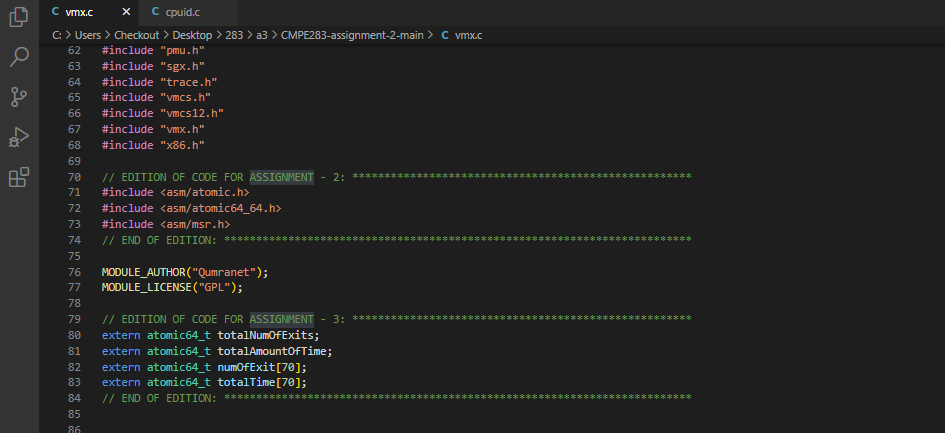 vmx.c × cpuid.c
C: > Users > Checkout > Desktop > 283 > a3 > CMPE283-assignment-2-main > C vmx.c
62 #include "pmu.h"
63 #include "sgx.h"
64 #include "trace.h"
65 #include "vmcs.h"
66 #include "vmcs12.h"
67 #include "vmx.h"
68 #include "x86.h"
69
70 // EDITION OF CODE FOR ASSIGNMENT - 2: *****************************************************
71 #include <asm/atomic.h>
72 #include <asm/atomic64_64.h>
73 #include <asm/msr.h>
74 // END OF EDITION: *************************************************************************
75
76 MODULE_AUTHOR("Qumranet");
77 MODULE_LICENSE("GPL");
78
79 // EDITION OF CODE FOR ASSIGNMENT - 3: *****************************************************
80 extern atomic64_t totalNumOfExits;
81 extern atomic64_t totalAmountOfTime;
82 extern atomic64_t numOfExit[70];
83 extern atomic64_t totalTime[70];
84 // END OF EDITION: *************************************************************************
85
86